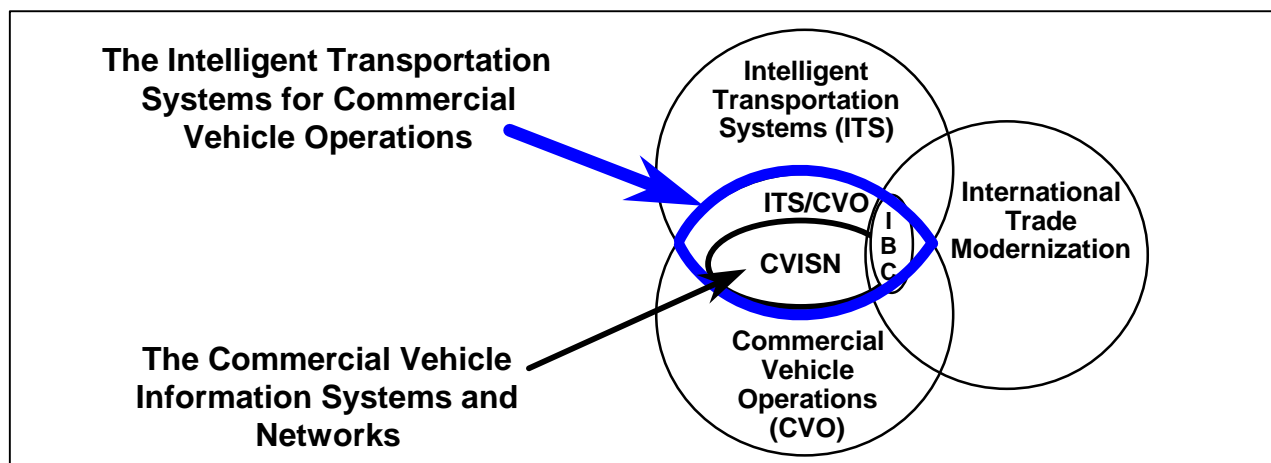 The Intelligent Transportation
Systems for Commercial
Vehicle Operations
Intelligent
Transportation
Systems (ITS)
International
Trade
Modernization
ITS/CVO
I
B
C
CVISN
The Commercial Vehicle
Information Systems and
Networks
Commercial
Vehicle
Operations
(CVO)